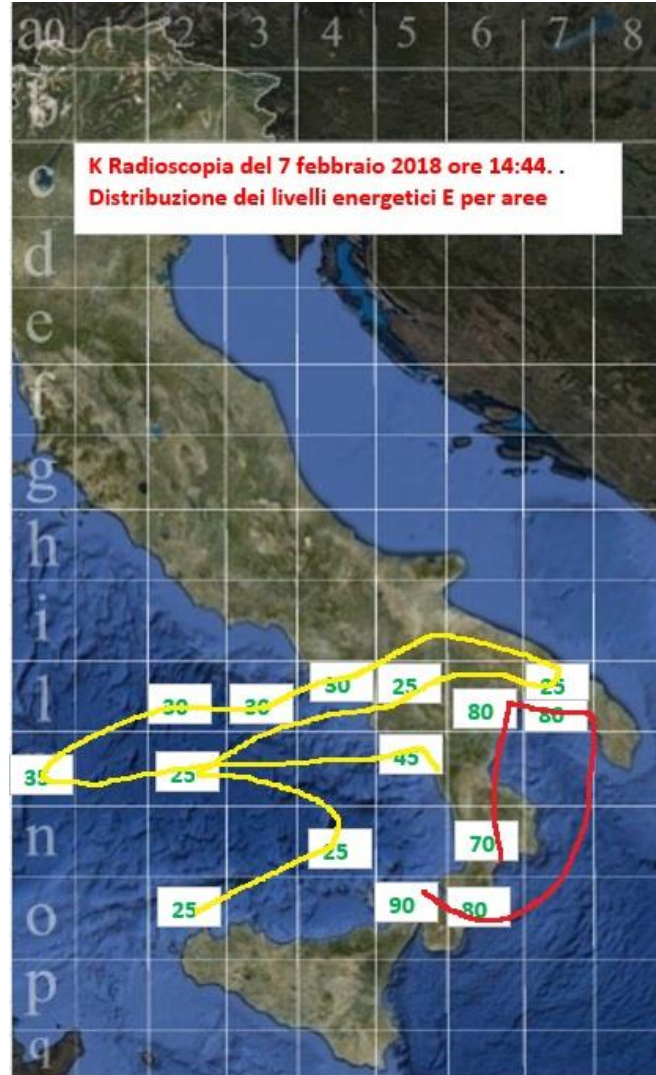 a0 1 2 3 4 5 6 7 8
b
K Radioscopia del 7 febbraio 2018 ore 14:44. .
c
Distribuzione dei livelli energetici E per aree
d
e
f
g
h
i
30 25 25
l 30 30 80 80
45
35 25
n 25 70
25 90 80
o
p
q